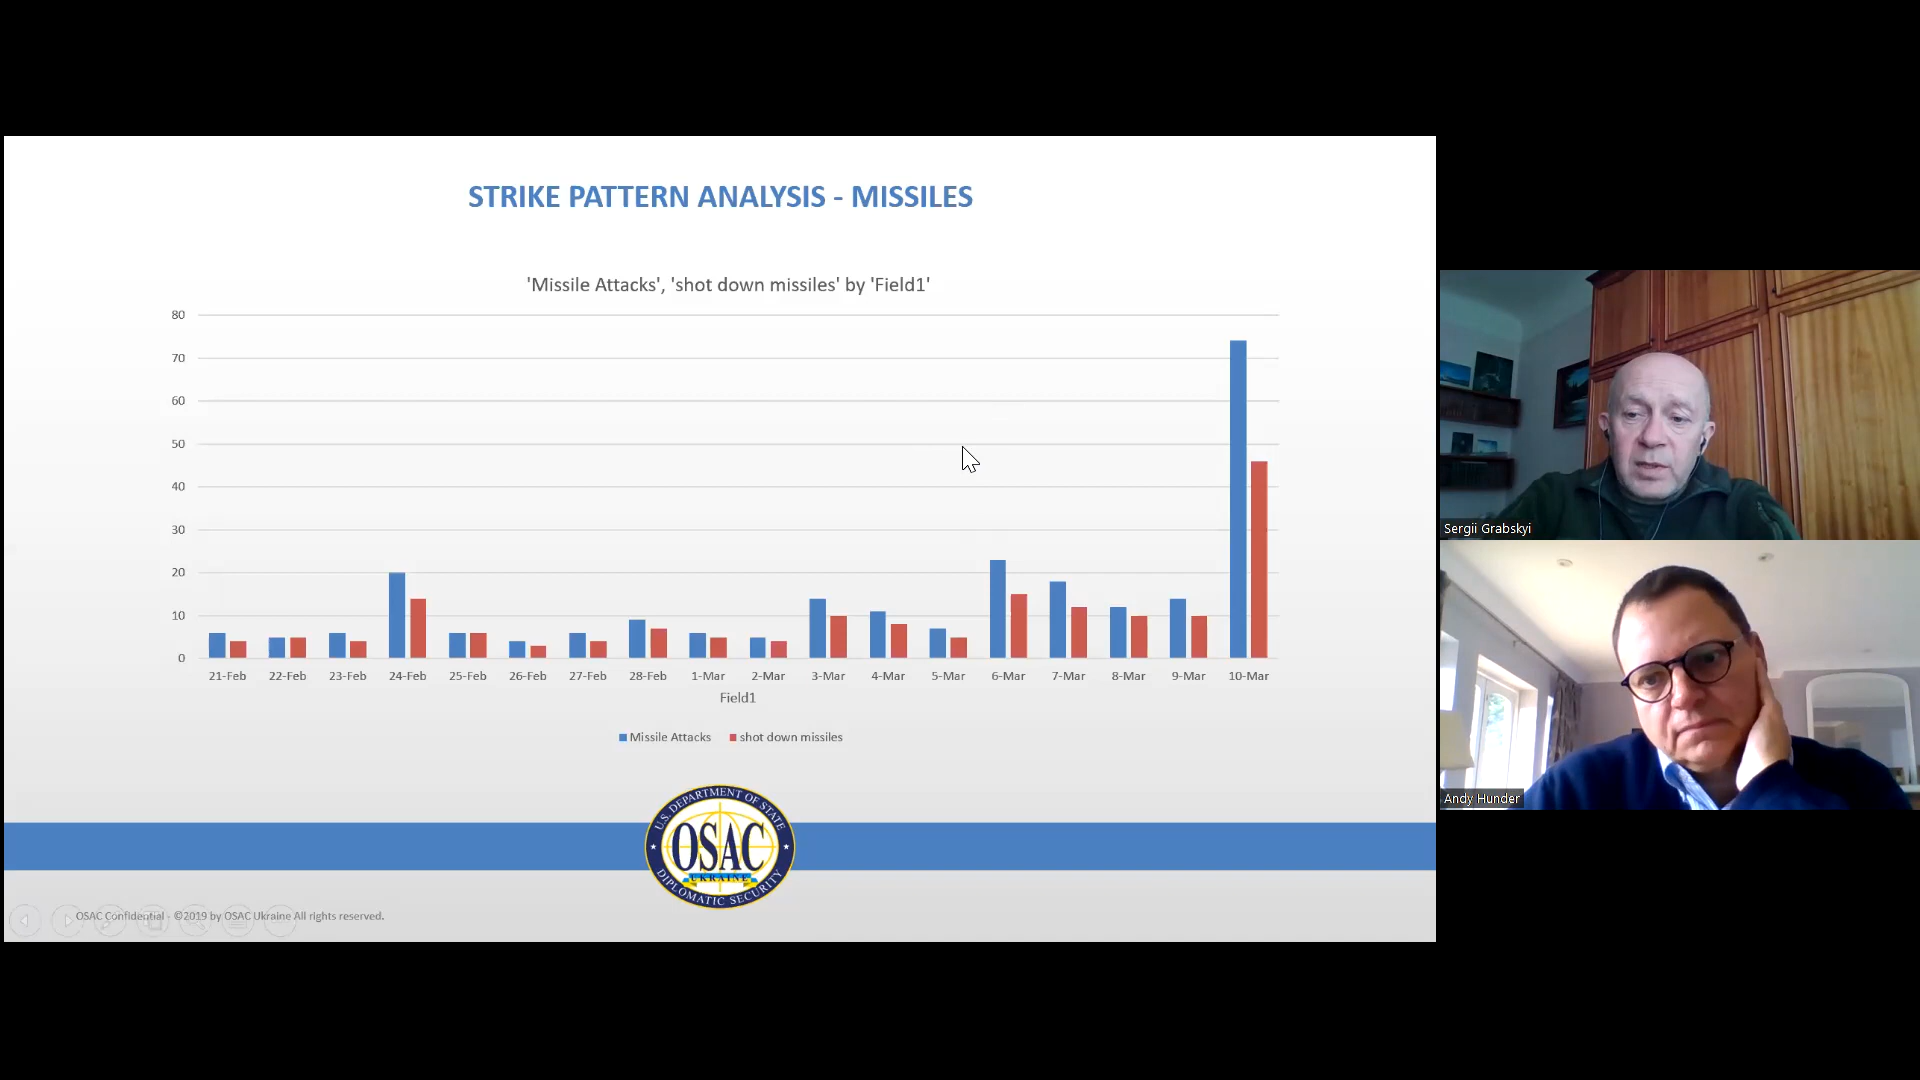 STRIKE PATTERN ANALYSIS - MISSILES
'Missile Attacks', 'shot down missiles' by 'Field1'
80
70
60
50
40
30
20
10
0
21-Feb 22-Feb 23-Feb 24-Feb 25-Feb 26-Feb 27-Feb 28-Feb 1-Mar 2-Mar 3-Mar 4-Mar 5-Mar 6-Mar 7-Mar 8-Mar 9-Mar 10-Mar
Field1
Missile Attacks shot down missiles
U.S. DEPARTMENT OF STATE
OSAC
UKRAINE
DIPLOMATIC SECURITY
OSAC Confidential - ©2019 by OSAC Ukraine All rights reserved.
Sergii Grabskyi
Andy Hunder